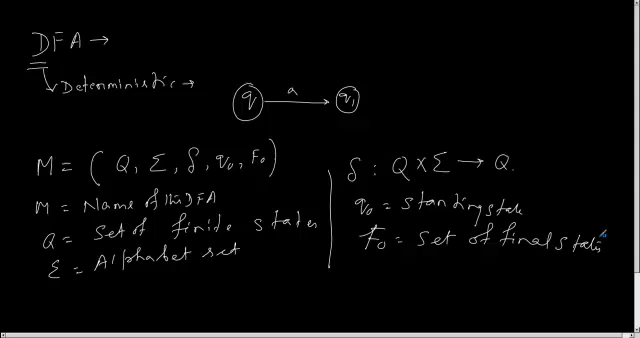 DFA →
Deterministic →
q a q₁
M = ( Q, Σ, δ, q₀, F₀)
M = Name of the DFA
Q = set of finite states
Σ = Alphabet set
δ : Q X Σ → Q.
q₀ = starting state
F₀ = set of final states